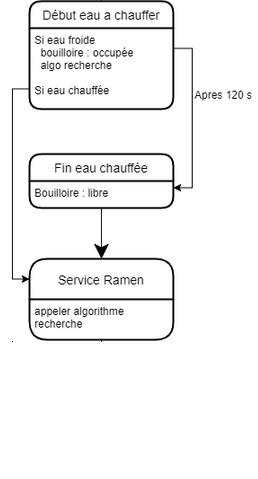 Début eau a chauffer
Si eau froide
bouilloire : occupée
algo recherche
Si eau chauffée
Apres 120 s
Fin eau chauffée
Bouilloire : libre
Service Ramen
appeler algorithme
recherche